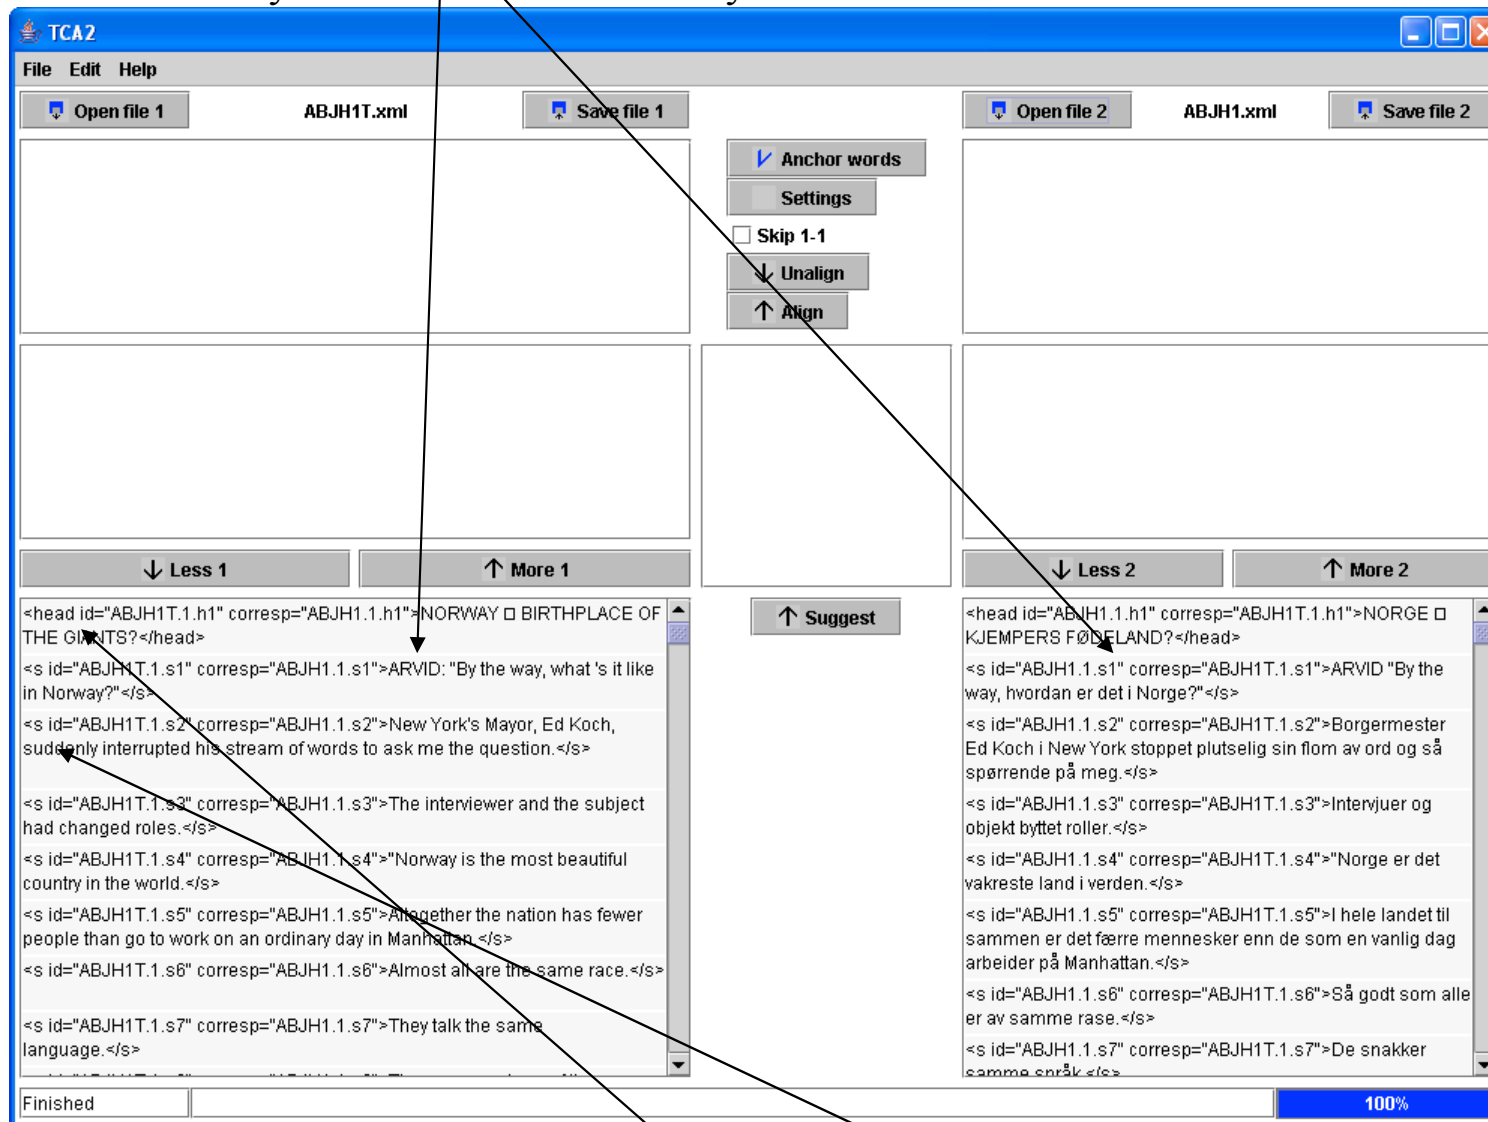 TCA2
File Edit Help
Open file 1 ABJH1T.xml Save file 1
Open file 2 ABJH1.xml Save file 2
Anchor words
Settings
Skip 1-1
Unalign
Align
Less 1 More 1
Less 2 More 2
Suggest
<head id="ABJH1T.1.h1" corresp="ABJH1.1.h1">NORWAY □ BIRTHPLACE OF
THE GIANTS?</head>
<s id="ABJH1T.1.s1" corresp="ABJH1.1.s1">ARVID: "By the way, what 's it like
in Norway?"</s>
<s id="ABJH1T.1.s2" corresp="ABJH1.1.s2">New York's Mayor, Ed Koch,
suddenly interrupted his stream of words to ask me the question.</s>
<s id="ABJH1T.1.s3" corresp="ABJH1.1.s3">The interviewer and the subject
had changed roles.</s>
<s id="ABJH1T.1.s4" corresp="ABJH1.1.s4">"Norway is the most beautiful
country in the world.</s>
<s id="ABJH1T.1.s5" corresp="ABJH1.1.s5">Altogether the nation has fewer
people than go to work on an ordinary day in Manhattan.</s>
<s id="ABJH1T.1.s6" corresp="ABJH1.1.s6">Almost all are the same race.</s>
<s id="ABJH1T.1.s7" corresp="ABJH1.1.s7">They talk the same
language.</s>
<head id="ABJH1.1.h1" corresp="ABJH1T.1.h1">NORGE □
KJEMPERS FØDELAND?</head>
<s id="ABJH1.1.s1" corresp="ABJH1T.1.s1">ARVID "By the
way, hvordan er det i Norge?"</s>
<s id="ABJH1.1.s2" corresp="ABJH1T.1.s2">Borgermester
Ed Koch i New York stoppet plutselig sin flom av ord og så
spørrende på meg.</s>
<s id="ABJH1.1.s3" corresp="ABJH1T.1.s3">Intervjuer og
objekt byttet roller.</s>
<s id="ABJH1.1.s4" corresp="ABJH1T.1.s4">"Norge er det
vakreste land i verden.</s>
<s id="ABJH1.1.s5" corresp="ABJH1T.1.s5">I hele landet til
sammen er det færre mennesker enn de som en vanlig dag
arbeider på Manhattan.</s>
<s id="ABJH1.1.s6" corresp="ABJH1T.1.s6">Så godt som alle
er av samme rase.</s>
<s id="ABJH1.1.s7" corresp="ABJH1T.1.s7">De snakker
samme språk.</s>
Finished 100%